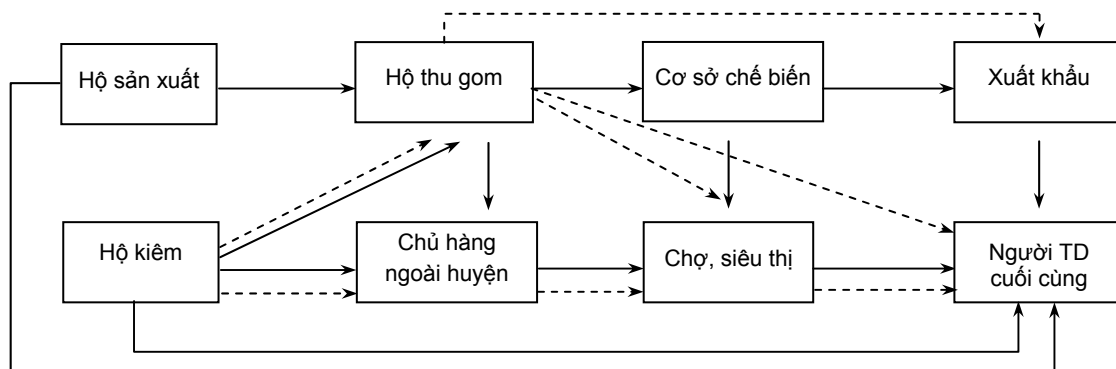 Hộ sản xuất
Hộ thu gom
Cơ sở chế biến
Xuất khẩu
Hộ kiêm
Chủ hàng
ngoài huyện
Chợ, siêu thị
Người TD
cuối cùng